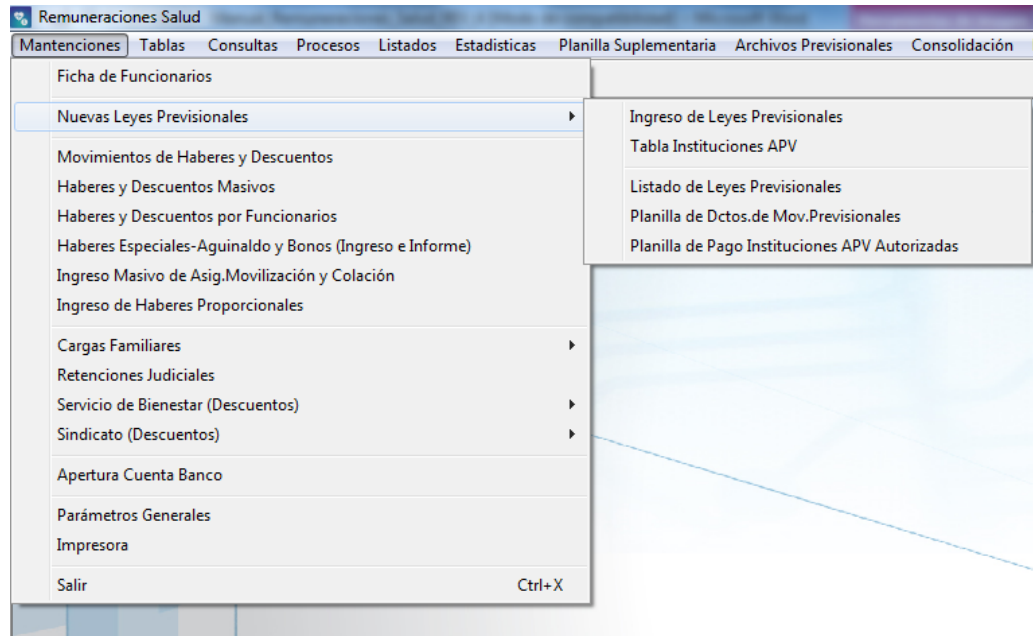 Remuneraciones Salud
Mantenciones Tablas Consultas Procesos Listados Estadisticas Planilla Suplementaria Archivos Previsionales Consolidación
Ficha de Funcionarios
Nuevas Leyes Previsionales
Movimientos de Haberes y Descuentos
Haberes y Descuentos Masivos
Haberes y Descuentos por Funcionarios
Haberes Especiales-Aguinaldo y Bonos (Ingreso e Informe)
Ingreso Masivo de Asig.Movilización y Colación
Ingreso de Haberes Proporcionales
Cargas Familiares
Retenciones Judiciales
Servicio de Bienestar (Descuentos)
Sindicato (Descuentos)
Apertura Cuenta Banco
Parámetros Generales
Impresora
Salir Ctrl+X
Ingreso de Leyes Previsionales
Tabla Instituciones APV
Listado de Leyes Previsionales
Planilla de Dctos.de Mov.Previsionales
Planilla de Pago Instituciones APV Autorizadas